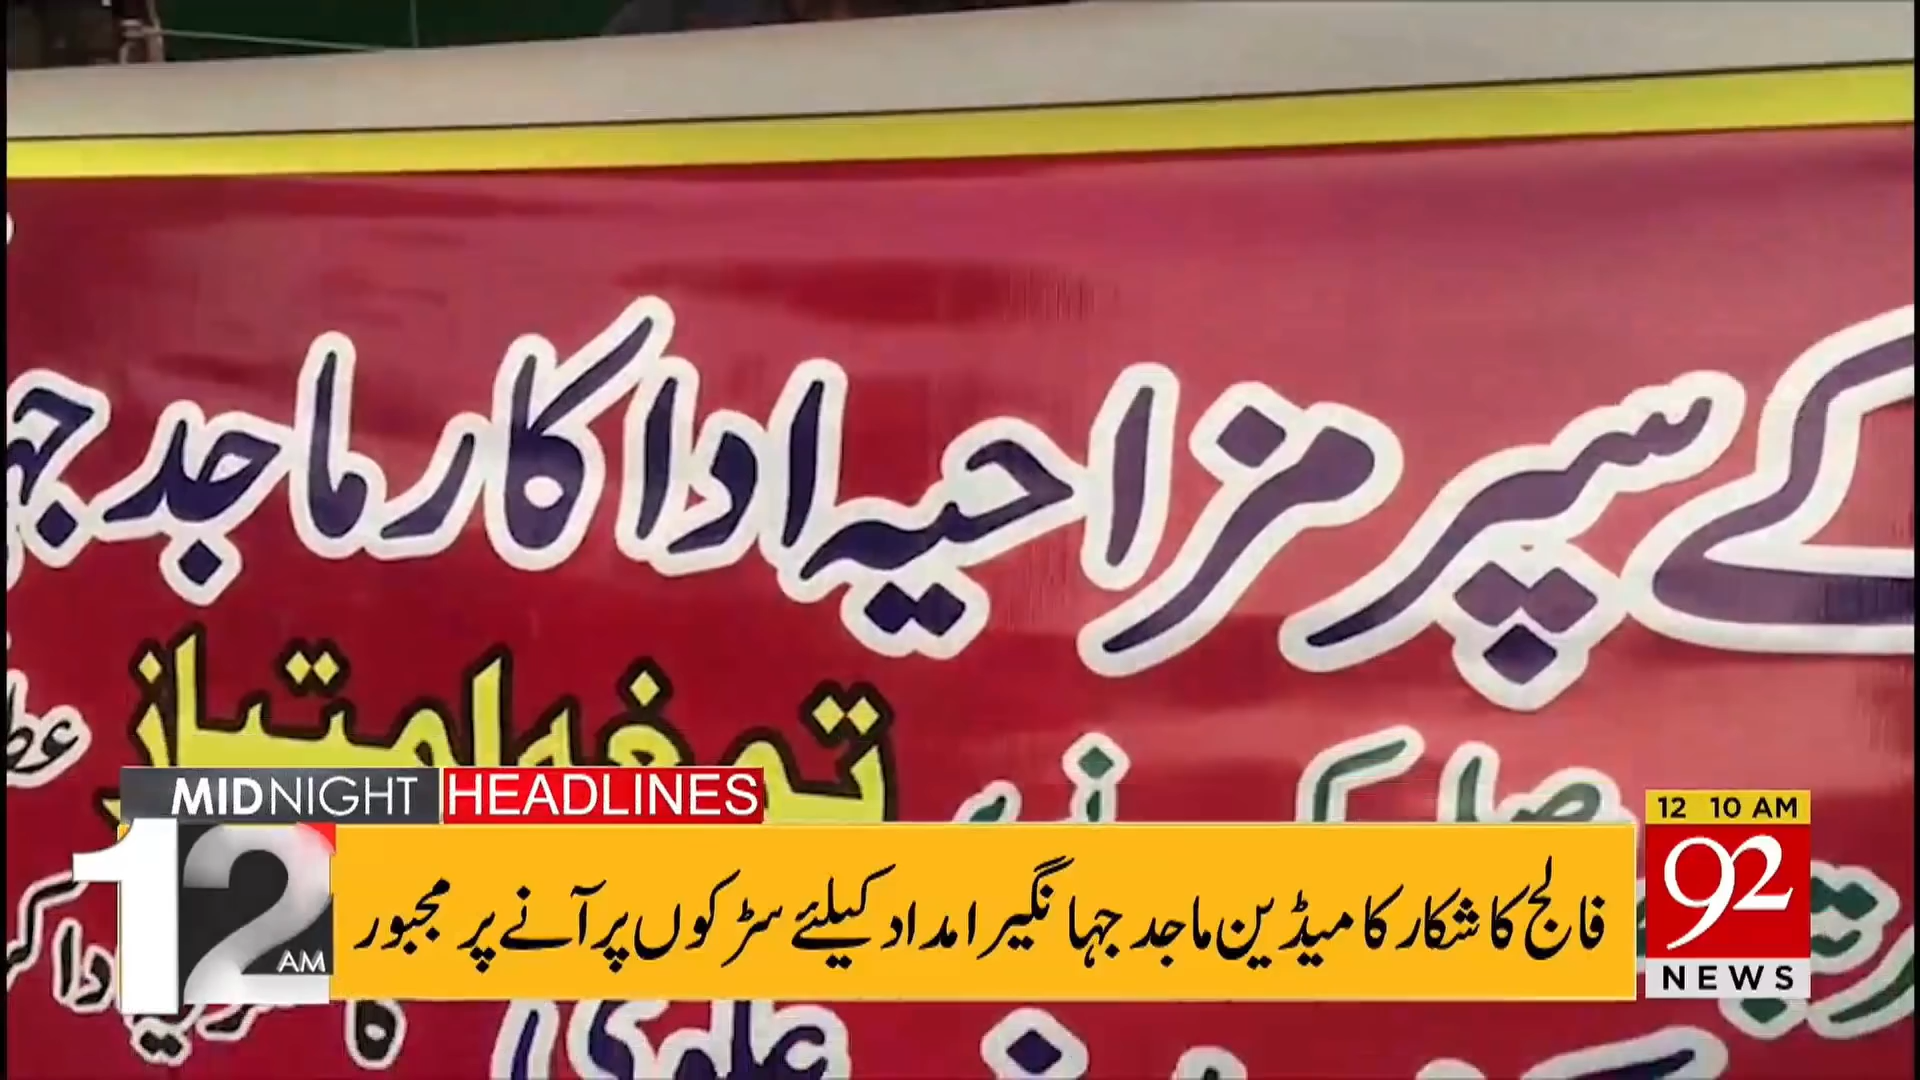 کے سپر مزاحیہ اداکار ماجد
تمغہ امتیاز
MIDNIGHT HEADLINES
12 10 AM
12 AM
فالج کا شکار کامیڈین ماجد جہانگیر امداد کیلئے سڑکوں پر آنے پر مجبور
92
NEWS
علوی